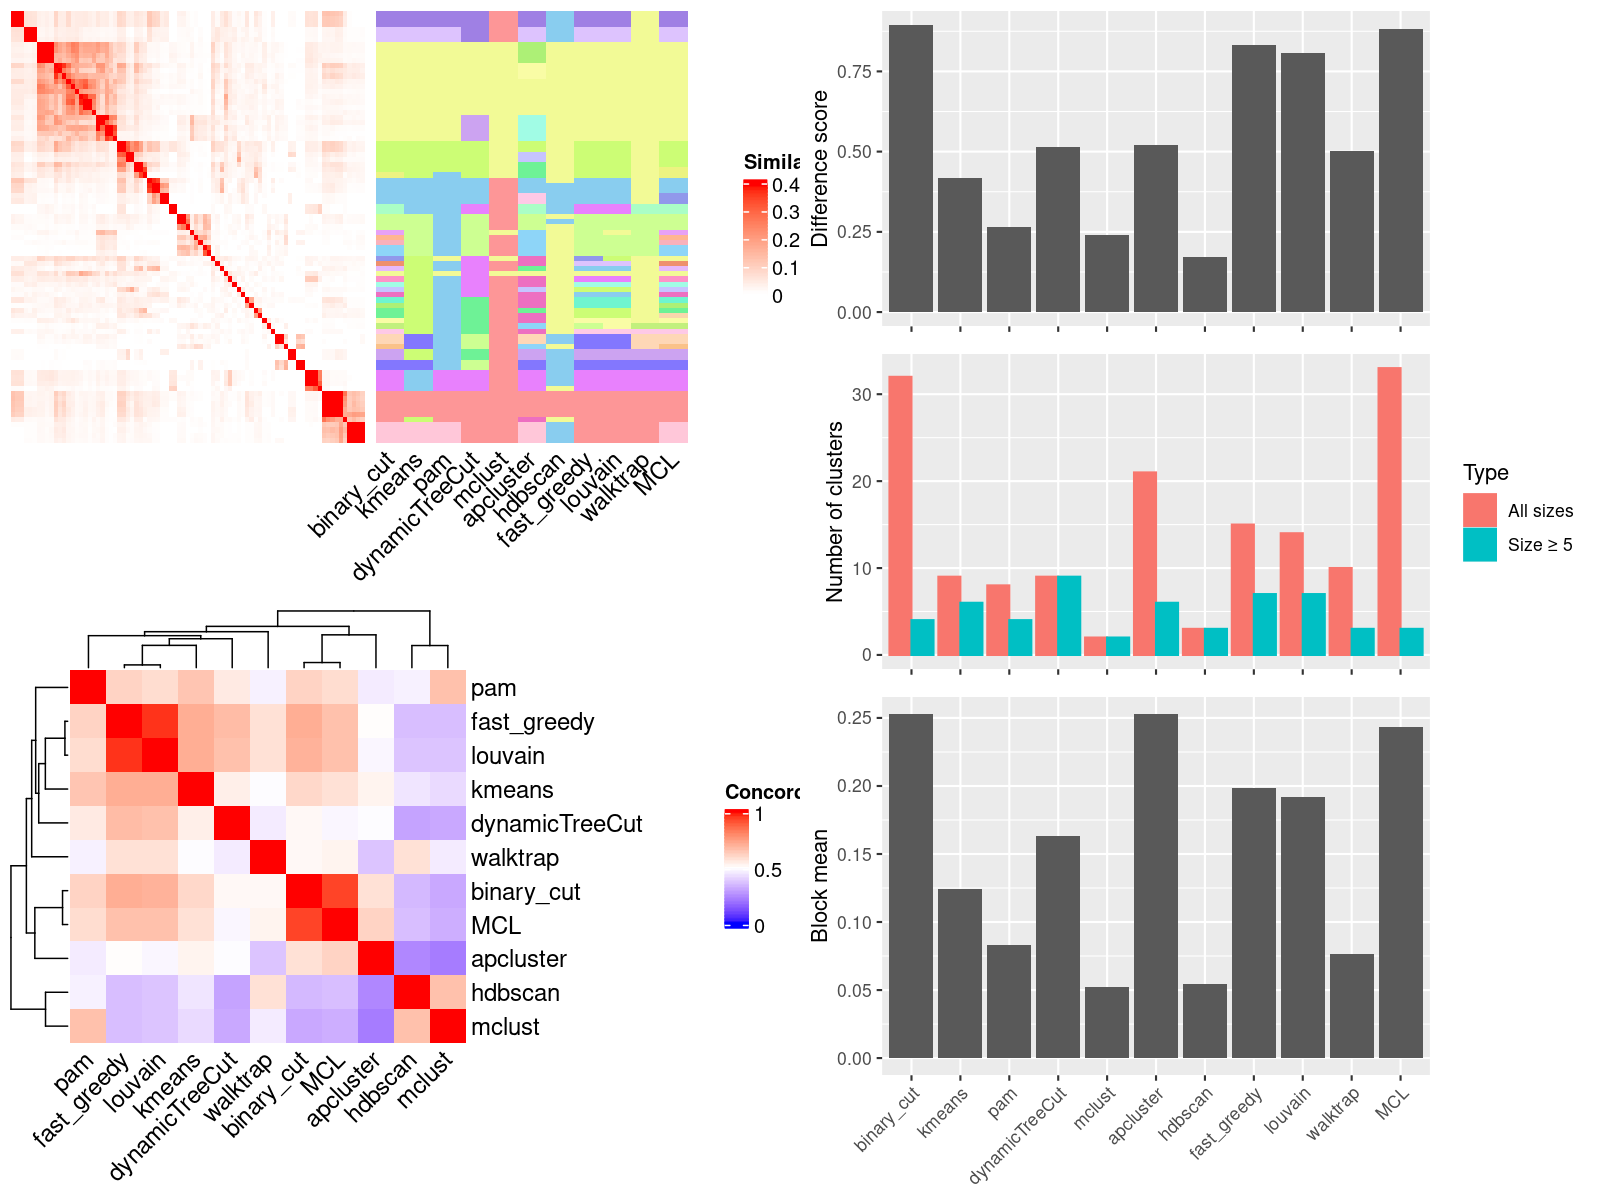 Simila
0.4
0.3
0.2
0.1
0
binary_cut
kmeans
pam
dynamicTreeCut
mclust
apcluster
hdbscan
fast_greedy
louvain
walktrap
MCL
pam
fast_greedy
louvain
kmeans
dynamicTreeCut
walktrap
binary_cut
MCL
apcluster
hdbscan
mclust
pam
fast_greedy
louvain
kmeans
dynamicTreeCut
walktrap
binary_cut
MCL
apcluster
hdbscan
mclust
Concord
1
0.5
0
Difference score
0.75
0.50
0.25
0.00
Number of clusters
30
20
10
0
Type
All sizes
Size ≥ 5
Block mean
0.25
0.20
0.15
0.10
0.05
0.00
binary_cut
kmeans
pam
dynamicTreeCut
mclust
apcluster
hdbscan
fast_greedy
louvain
walktrap
MCL